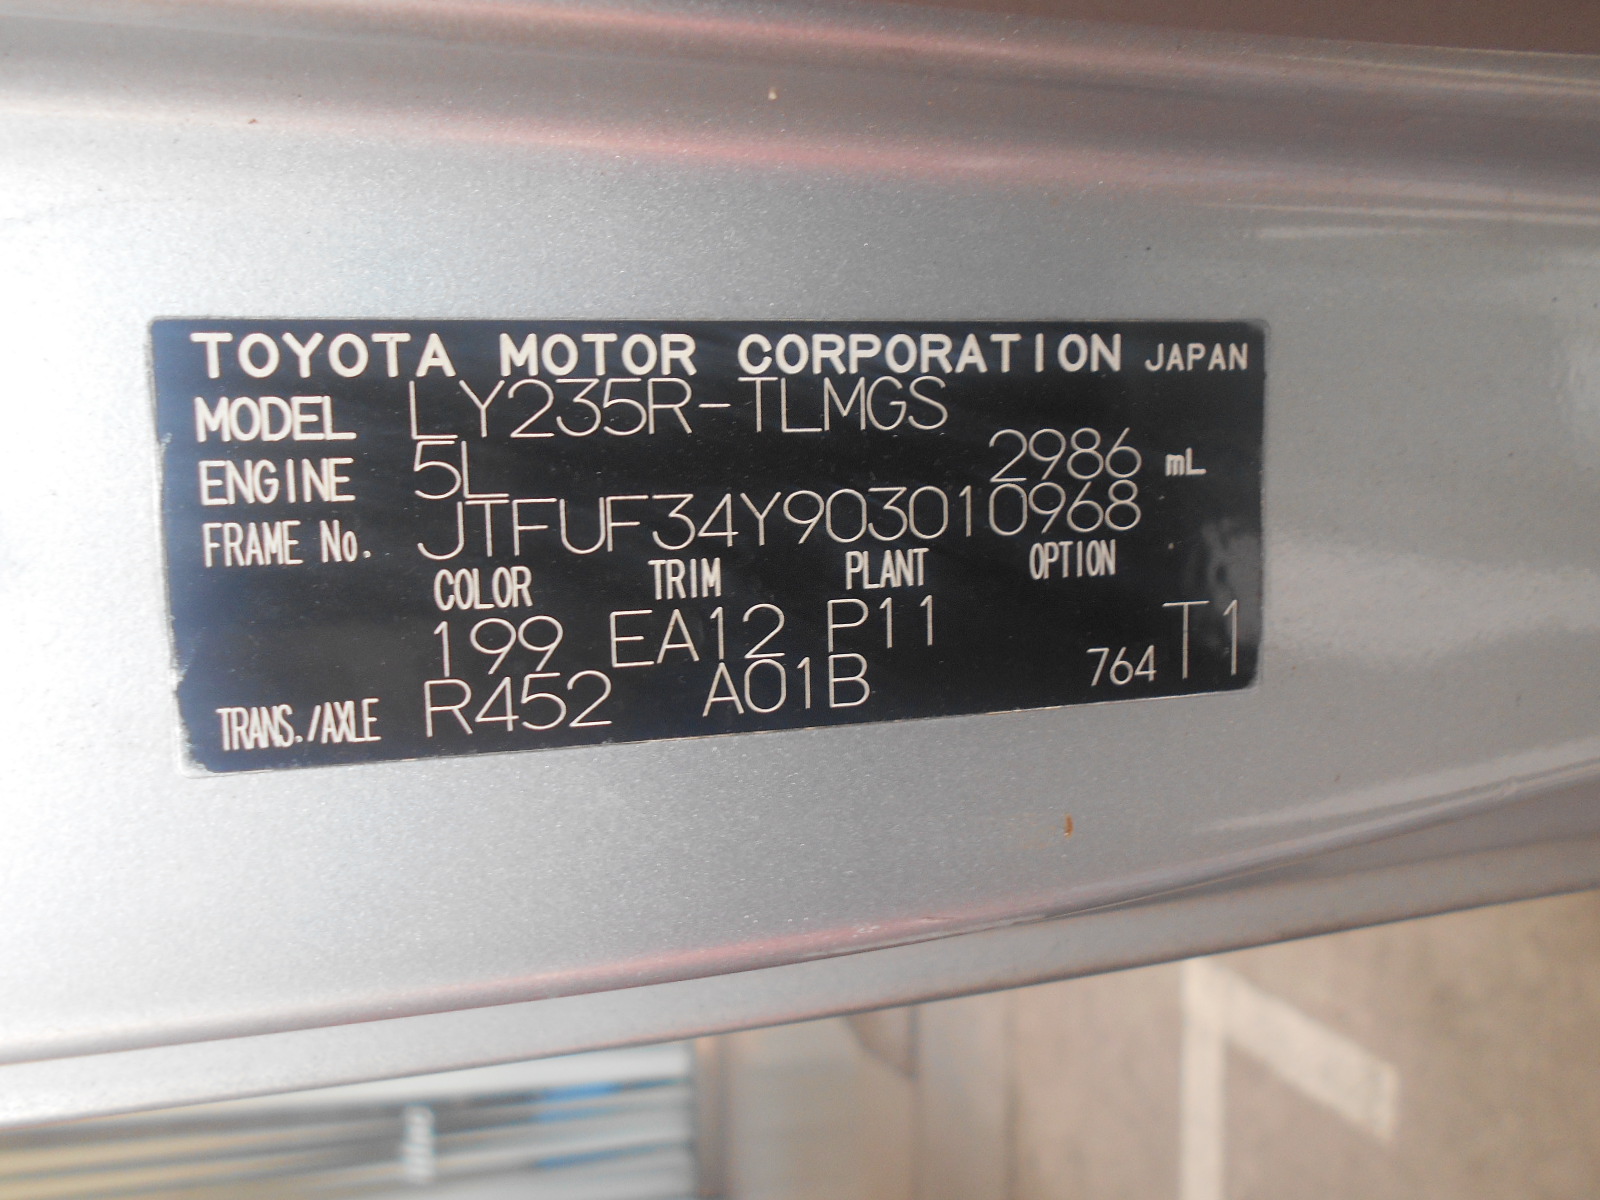 TOYOTA MOTOR CORPORATION JAPAN
MODEL LY235R-TLMGS
ENGINE 5L 2986 mL
FRAME No. JTFUF34Y903010968
COLOR TRIM PLANT OPTION
199 EA12 P11
TRANS./AXLE R452 A01B 764 T1